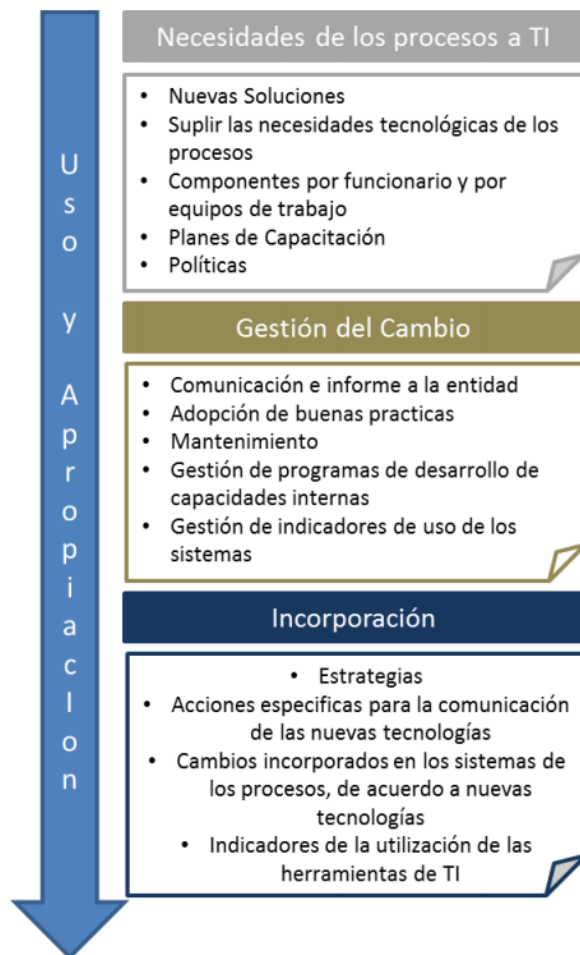 Uso y AproplacIon
Necesidades de los procesos a TI
• Nuevas Soluciones
• Suplir las necesidades tecnológicas de los
procesos
• Componentes por funcionario y por
equipos de trabajo
• Planes de Capacitación
• Políticas
Gestión del Cambio
• Comunicación e informe a la entidad
• Adopción de buenas practicas
• Mantenimiento
• Gestión de programas de desarrollo de
capacidades internas
• Gestión de indicadores de uso de los
sistemas
Incorporación
• Estrategias
• Acciones especificas para la comunicación
de las nuevas tecnologías
• Cambios incorporados en los sistemas de
los procesos, de acuerdo a nuevas
tecnologías
• Indicadores de la utilización de las
herramientas de TI